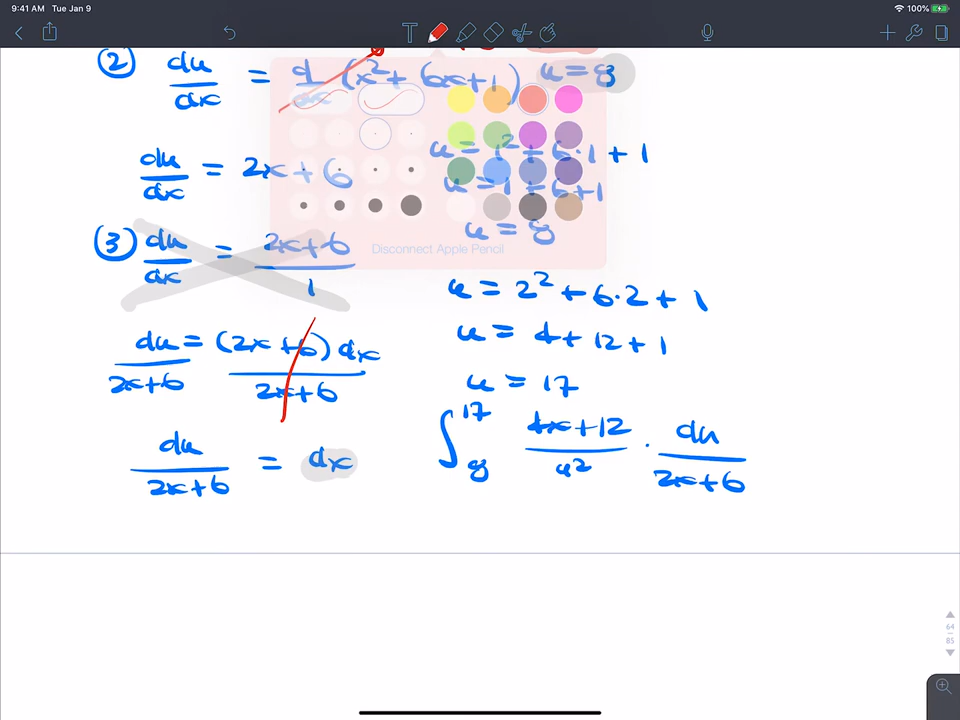 9:41 AM Tue Jan 9
100%
② du/dx = d/dx (x² + 6x + 1)
u = 8
du/dx = 2x + 6
u = 1² + 6·1 + 1
u = 1 + 6 + 1
u = 8
Disconnect Apple Pencil
③ du/dx = 2x+6/1
u = 2² + 6·2 + 1
du/2x+6 = (2x+6) dx/2x+6
u = 4 + 12 + 1
u = 17
du/2x+6 = dx
∫₈¹⁷ 4x+12/u² · du/2x+6
64
85